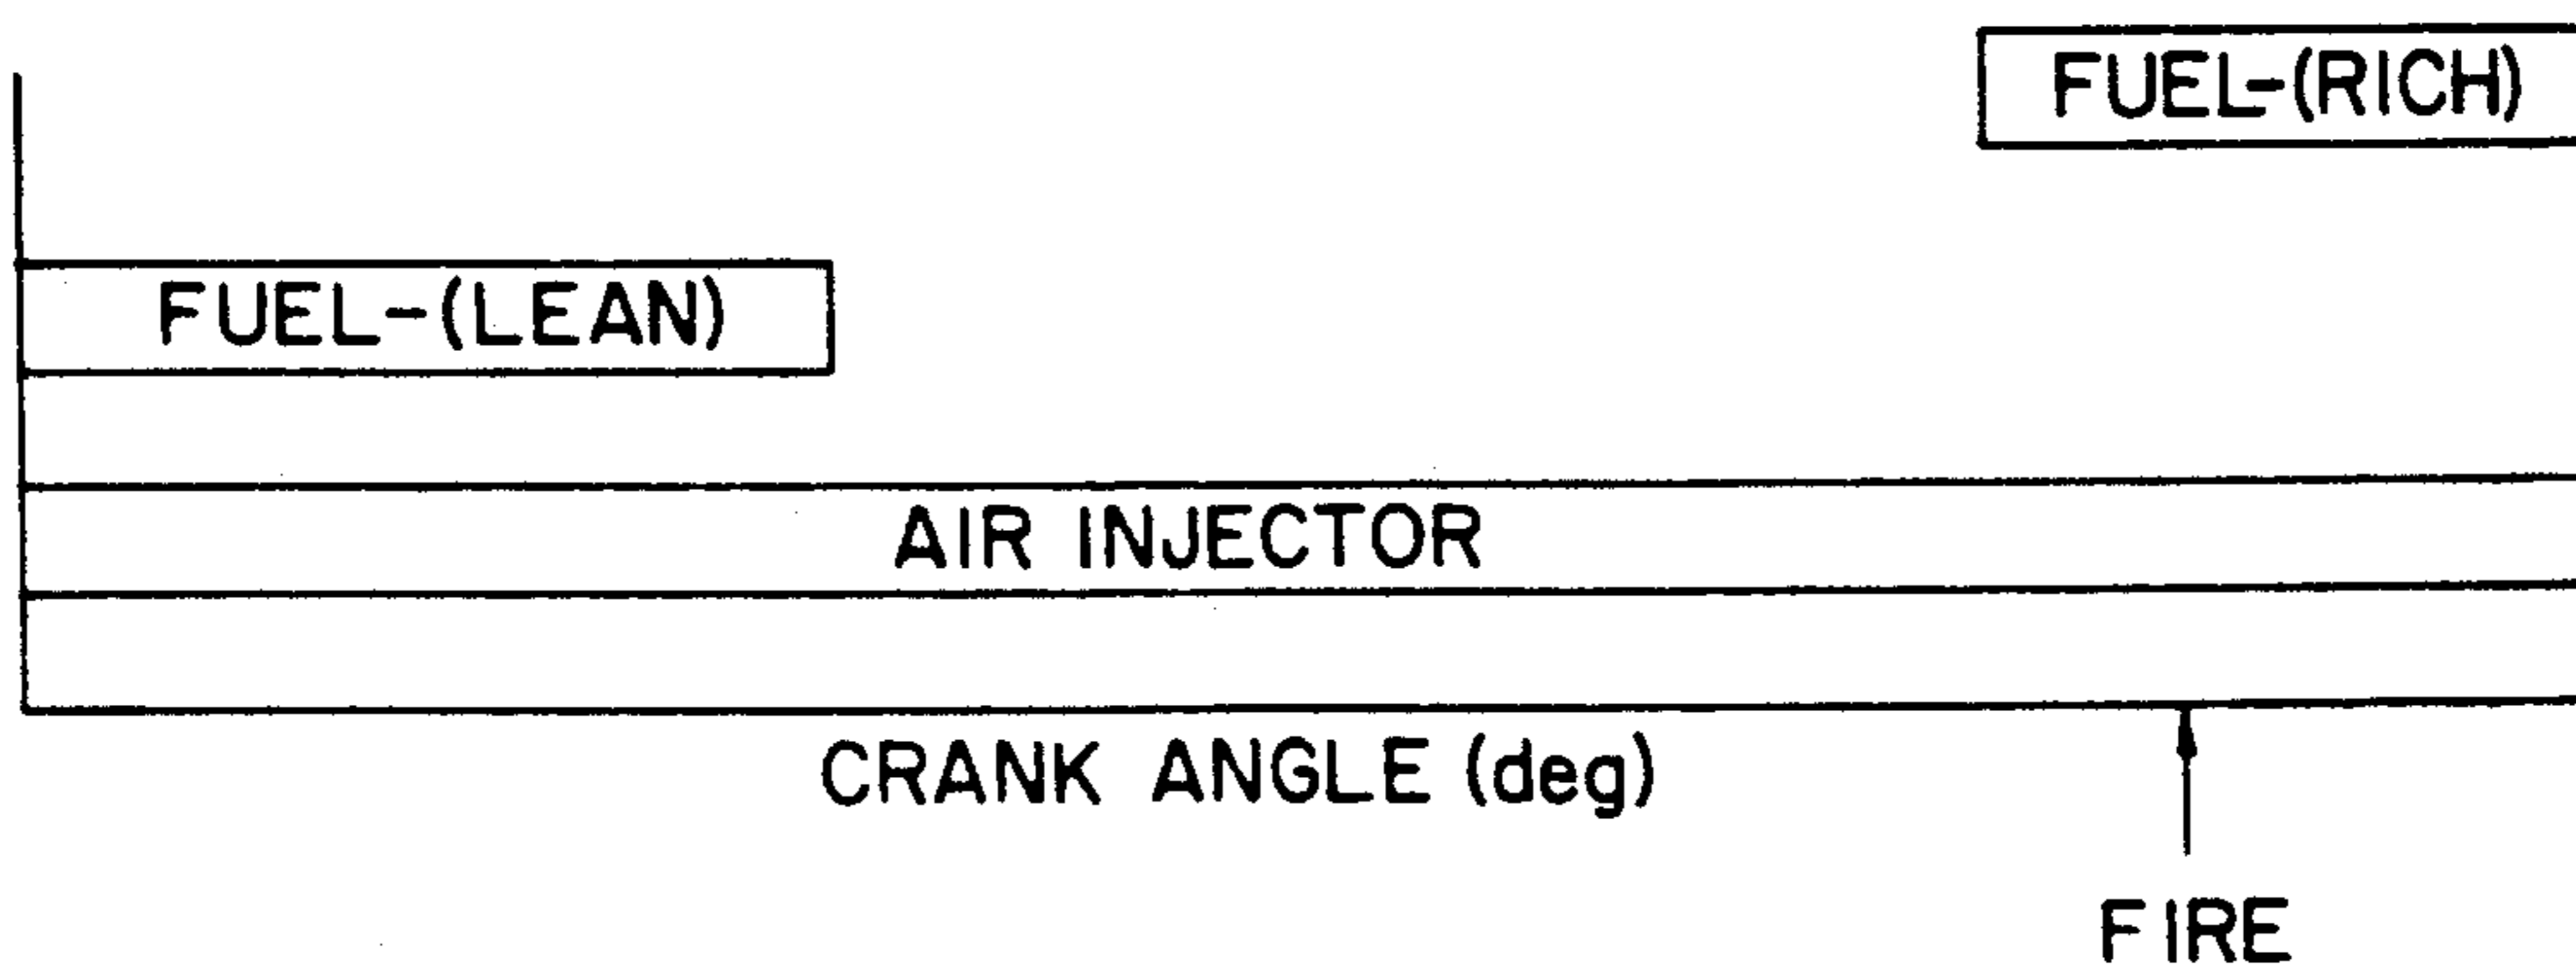 FUEL-(RICH)
FUEL-(LEAN)
AIR INJECTOR
CRANK ANGLE (deg)
FIRE